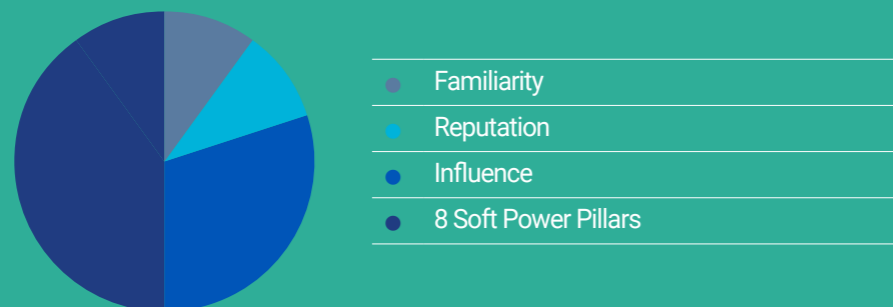 Familiarity
Reputation
Influence
8 Soft Power Pillars